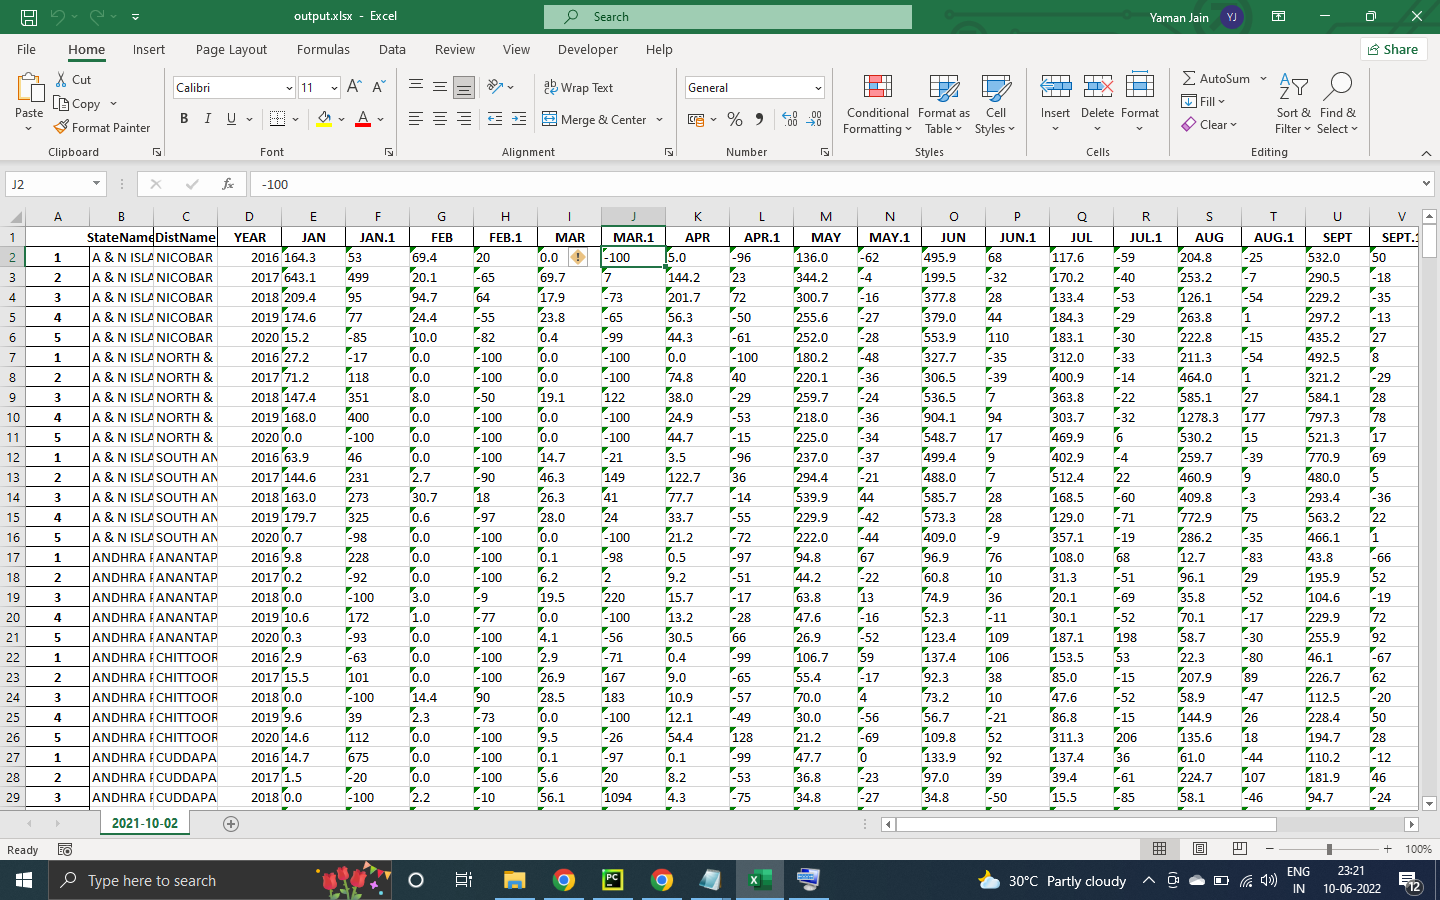 output.xlsx - Excel
Search
Yaman Jain YJ
File Home Insert Page Layout Formulas Data Review View Developer Help Share
Paste
Cut
Copy
Format Painter
Clipboard
Calibri 11
B I U
Font
Wrap Text
Merge & Center
Alignment
General
Number
Conditional Formatting
Format as Table
Cell Styles
Styles
Insert Delete Format
Cells
AutoSum
Fill
Clear
Sort & Filter
Find & Select
Editing
J2 fx -100
A B C D E F G H I J K L M N O P Q R S T U V
1 StateName DistName YEAR JAN JAN.1 FEB FEB.1 MAR MAR.1 APR APR.1 MAY MAY.1 JUN JUN.1 JUL JUL.1 AUG AUG.1 SEPT SEPT.1
2 1 A & N ISLA NICOBAR 2016 164.3 53 69.4 20 0.0 -100 5.0 -96 136.0 -62 495.9 68 117.6 -59 204.8 -25 532.0 50
3 2 A & N ISLA NICOBAR 2017 643.1 499 20.1 -65 69.7 7 144.2 23 344.2 -4 199.5 -32 170.2 -40 253.2 -7 290.5 -18
4 3 A & N ISLA NICOBAR 2018 209.4 95 94.7 64 17.9 -73 201.7 72 300.7 -16 377.8 28 133.4 -53 126.1 -54 229.2 -35
5 4 A & N ISLA NICOBAR 2019 174.6 77 24.4 -55 23.8 -65 56.3 -50 255.6 -27 379.0 44 184.3 -29 263.8 1 297.2 -13
6 5 A & N ISLA NICOBAR 2020 15.2 -85 10.0 -82 0.4 -99 44.3 -61 252.0 -28 553.9 110 183.1 -30 222.8 -15 435.2 27
7 1 A & N ISLA NORTH & 2016 27.2 -17 0.0 -100 0.0 -100 0.0 -100 180.2 -48 327.7 -35 312.0 -33 211.3 -54 492.5 8
8 2 A & N ISLA NORTH & 2017 71.2 118 0.0 -100 0.0 -100 74.8 40 220.1 -36 306.5 -39 400.9 -14 464.0 1 321.2 -29
9 3 A & N ISLA NORTH & 2018 147.4 351 8.0 -50 19.1 122 38.0 -29 259.7 -24 536.5 7 363.8 -22 585.1 27 584.1 28
10 4 A & N ISLA NORTH & 2019 168.0 400 0.0 -100 0.0 -100 24.9 -53 218.0 -36 904.1 94 303.7 -32 1278.3 177 797.3 78
11 5 A & N ISLA NORTH & 2020 0.0 -100 0.0 -100 0.0 -100 44.7 -15 225.0 -34 548.7 17 469.9 6 530.2 15 521.3 17
12 1 A & N ISLA SOUTH AN 2016 63.9 46 0.0 -100 14.7 -21 3.5 -96 237.0 -37 499.4 9 402.9 -4 259.7 -39 770.9 69
13 2 A & N ISLA SOUTH AN 2017 144.6 231 2.7 -90 46.3 149 122.7 36 294.4 -21 488.0 7 512.4 22 460.9 9 480.0 5
14 3 A & N ISLA SOUTH AN 2018 163.0 273 30.7 18 26.3 41 77.7 -14 539.9 44 585.7 28 168.5 -60 409.8 -3 293.4 -36
15 4 A & N ISLA SOUTH AN 2019 179.7 325 0.6 -97 28.0 24 33.7 -55 229.9 -42 573.3 28 129.0 -71 772.9 75 563.2 22
16 5 A & N ISLA SOUTH AN 2020 0.7 -98 0.0 -100 0.0 -100 21.2 -72 222.0 -44 409.0 -9 357.1 -19 286.2 -35 466.1 1
17 1 ANDHRA P ANANTAP 2016 9.8 228 0.0 -100 0.1 -98 0.5 -97 94.8 67 96.9 76 108.0 68 12.7 -83 43.8 -66
18 2 ANDHRA P ANANTAP 2017 0.2 -92 0.0 -100 6.2 2 9.2 -51 44.2 -22 60.8 10 31.3 -51 96.1 29 195.9 52
19 3 ANDHRA P ANANTAP 2018 0.0 -100 3.0 -9 19.5 220 15.7 -17 63.8 13 74.9 36 20.1 -69 35.8 -52 104.6 -19
20 4 ANDHRA P ANANTAP 2019 10.6 172 1.0 -77 0.0 -100 13.2 -28 47.6 -16 52.3 -11 30.1 -52 70.1 -17 229.9 72
21 5 ANDHRA P ANANTAP 2020 0.3 -93 0.0 -100 4.1 -56 30.5 66 26.9 -52 123.4 109 187.1 198 58.7 -30 255.9 92
22 1 ANDHRA P CHITTOOR 2016 2.9 -63 0.0 -100 2.9 -71 0.4 -99 106.7 59 137.4 106 153.5 53 22.3 -80 46.1 -67
23 2 ANDHRA P CHITTOOR 2017 15.5 101 0.0 -100 26.9 167 9.0 -65 55.4 -17 92.3 38 85.0 -15 207.9 89 226.7 62
24 3 ANDHRA P CHITTOOR 2018 0.0 -100 14.4 90 28.5 183 10.9 -57 70.0 4 73.2 10 47.6 -52 58.9 -47 112.5 -20
25 4 ANDHRA P CHITTOOR 2019 9.6 39 2.3 -73 0.0 -100 12.1 -49 30.0 -56 56.7 -21 86.8 -15 144.9 26 228.4 50
26 5 ANDHRA P CHITTOOR 2020 14.6 112 0.0 -100 9.5 -26 54.4 128 21.2 -69 109.8 52 311.3 206 135.6 18 194.7 28
27 1 ANDHRA P CUDDAPA 2016 14.7 675 0.0 -100 0.1 -97 0.1 -99 47.7 0 133.9 92 137.4 36 61.0 -44 110.2 -12
28 2 ANDHRA P CUDDAPA 2017 1.5 -20 0.0 -100 5.6 20 8.2 -53 36.8 -23 97.0 39 39.4 -61 224.7 107 181.9 46
29 3 ANDHRA P CUDDAPA 2018 0.0 -100 2.2 -10 56.1 1094 4.3 -75 34.8 -27 34.8 -50 15.5 -85 58.1 -46 94.7 -24
2021-10-02
Ready 100%
Type here to search
30°C Partly cloudy
ENG IN
23:21
10-06-2022
12